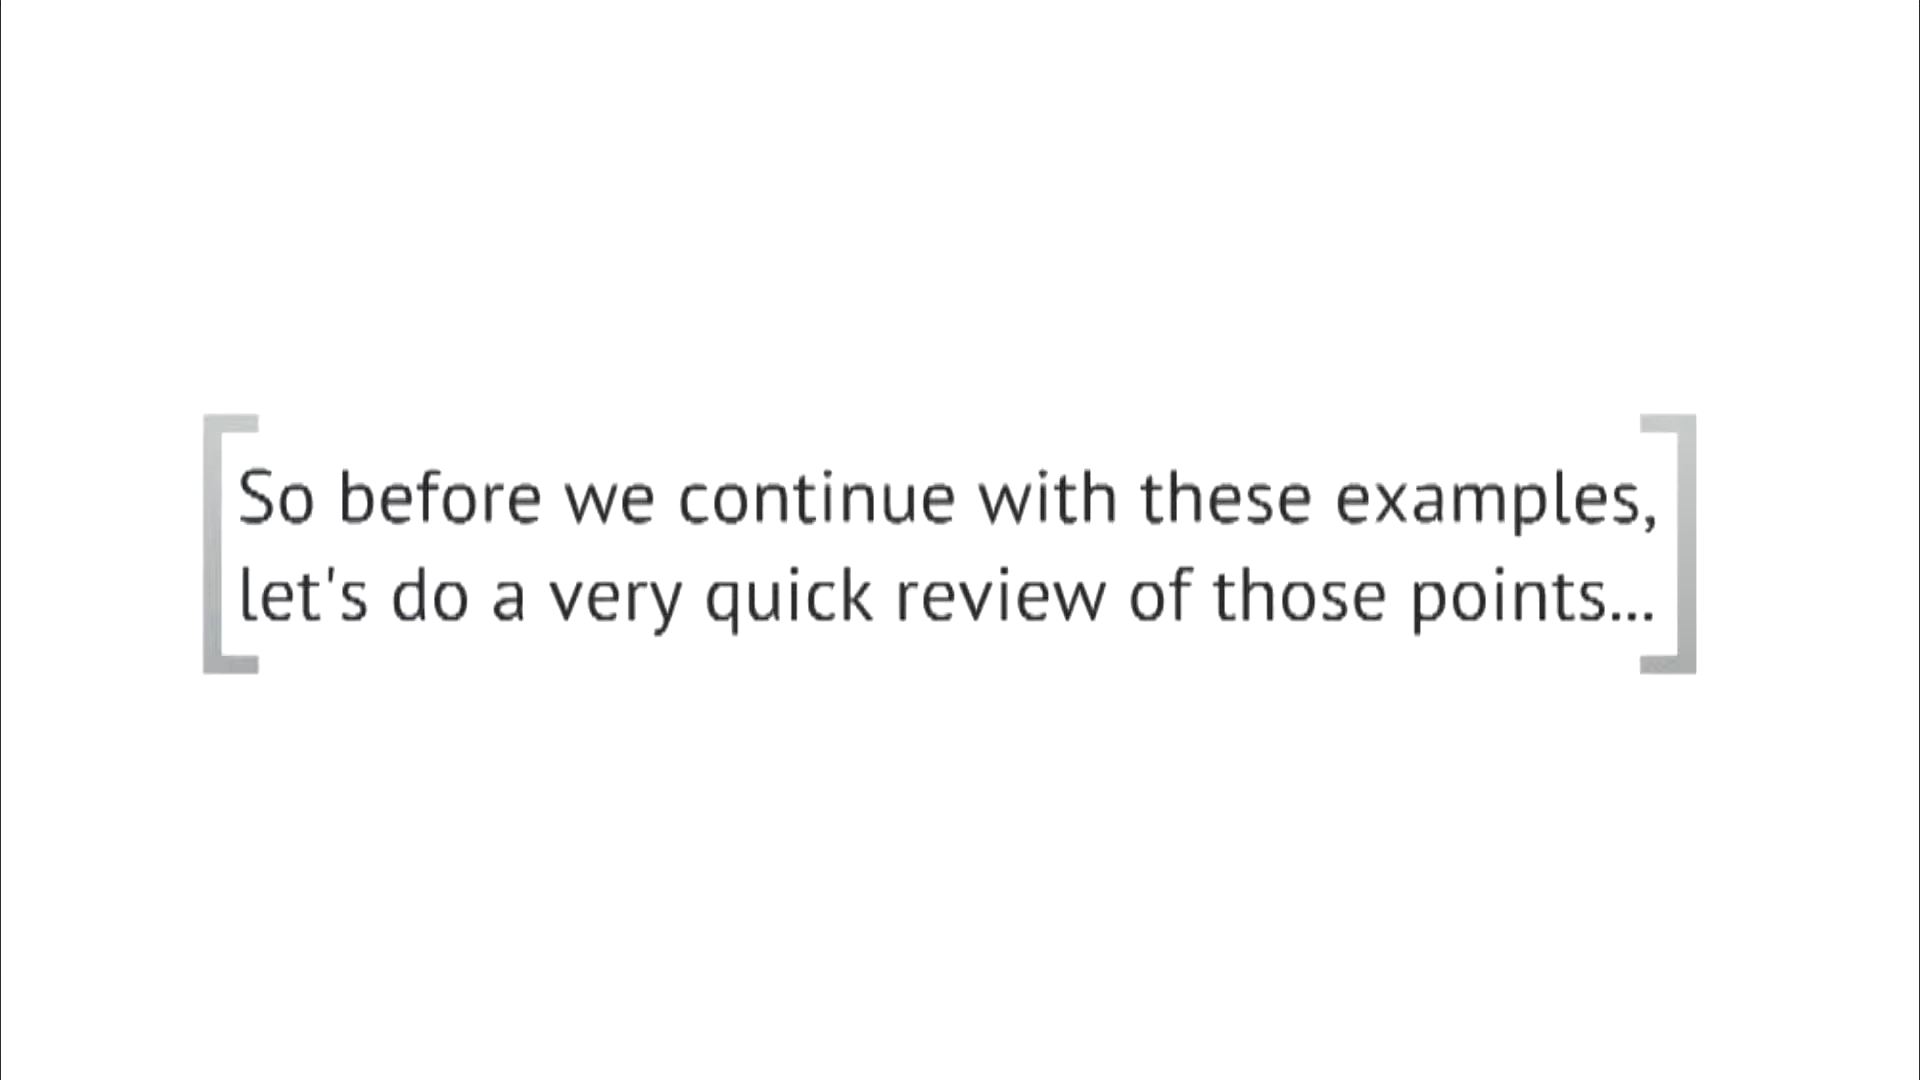 So before we continue with these examples,
let's do a very quick review of those points...